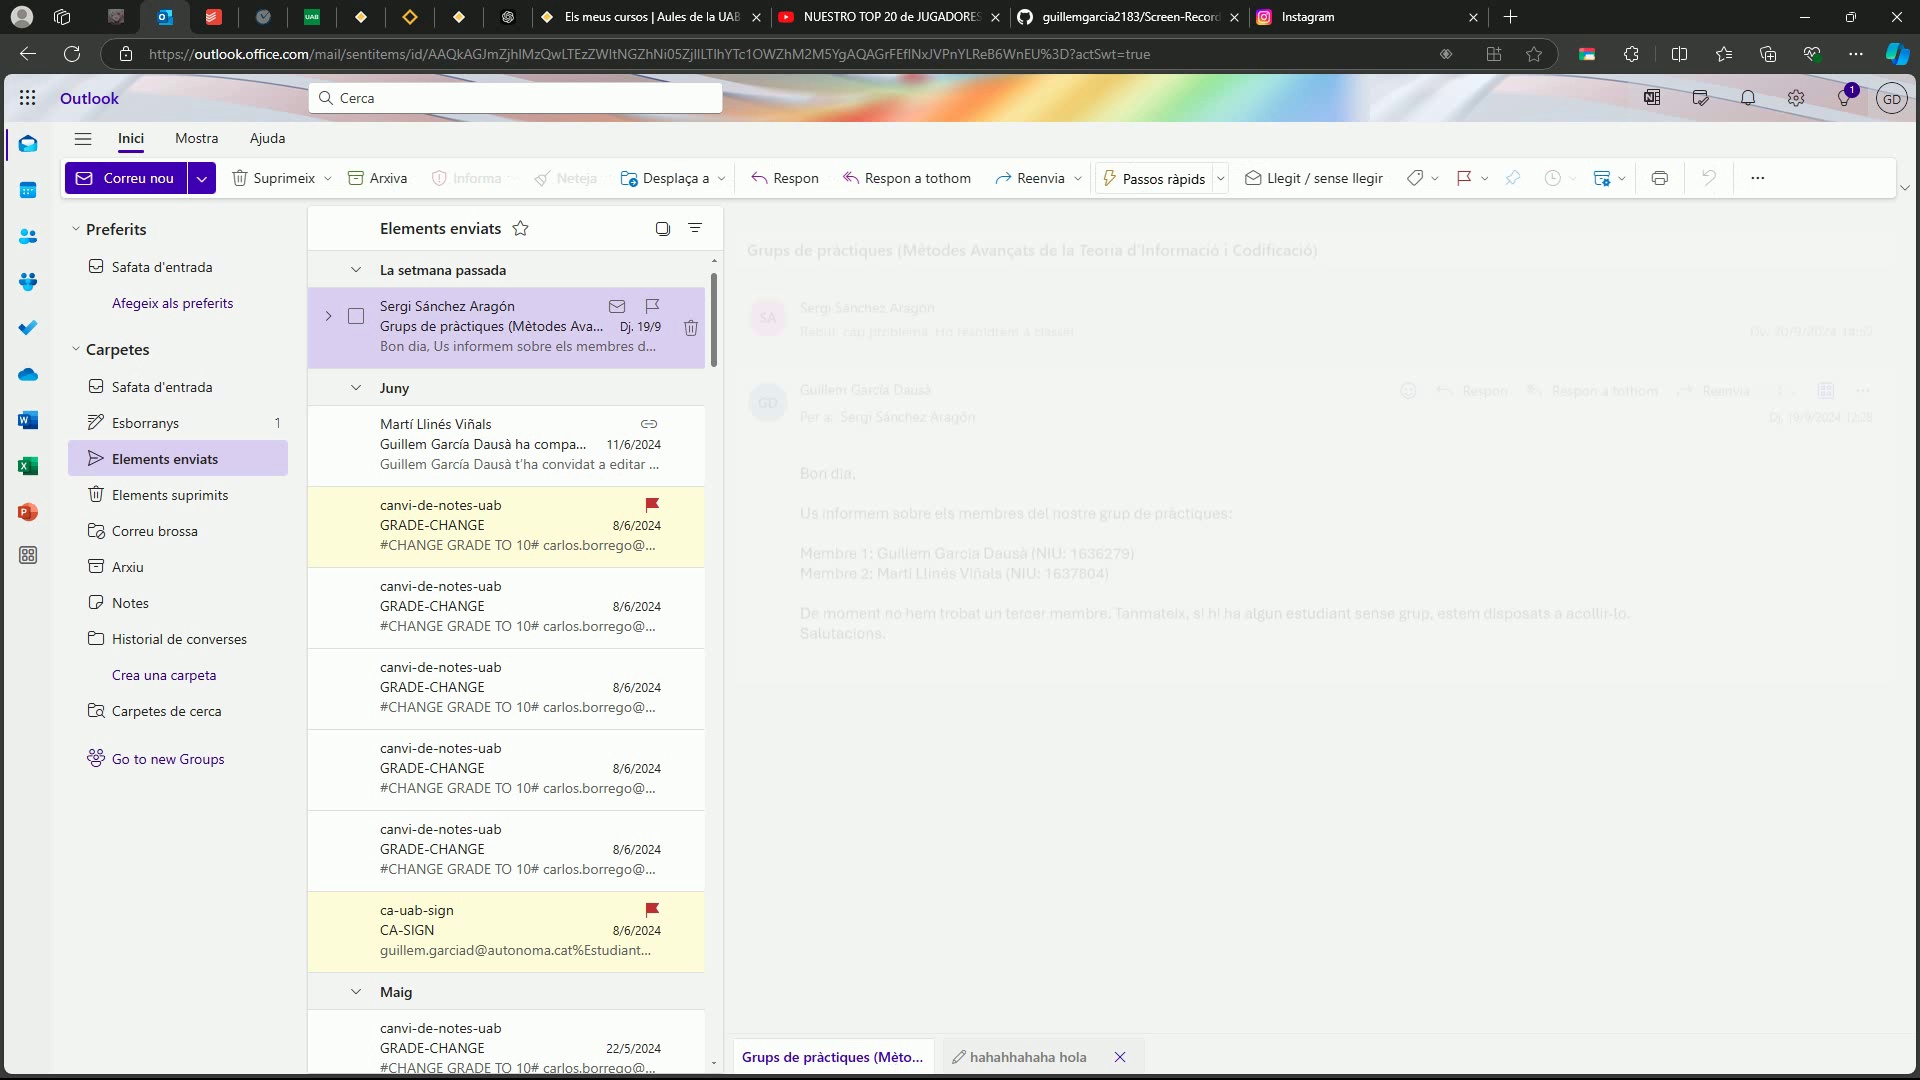 Els meus cursos | Aules de la UAB
NUESTRO TOP 20 de JUGADORES
guillemgarcia2183/Screen-Record
Instagram
https://outlook.office.com/mail/sentitems/id/AAQkAGJmZjhlMzQwLTEzZWItNGZhNi05ZjIlLTlhYTc1OWZhM2M5YgAQAGrFEflNxJVPnYLReB6WnEU%3D?actSwt=true
Outlook
Cerca
1
GD
Inici
Mostra
Ajuda
Correu nou
Suprimeix
Arxiva
Informa
Neteja
Desplaça a
Respon
Respon a tothom
Reenvia
Passos ràpids
Llegit / sense llegir
Preferits
Safata d'entrada
Afegeix als preferits
Carpetes
Safata d'entrada
Esborranys 1
Elements enviats
Elements suprimits
Correu brossa
Arxiu
Notes
Historial de converses
Crea una carpeta
Carpetes de cerca
Go to new Groups
Elements enviats
La setmana passada
Sergi Sánchez Aragón
Grups de pràctiques (Mètodes Ava... Dj. 19/9
Bon dia, Us informem sobre els membres d...
Juny
Martí Llinés Viñals
Guillem García Dausà ha compa... 11/6/2024
Guillem García Dausà t'ha convidat a editar ...
canvi-de-notes-uab
GRADE-CHANGE 8/6/2024
#CHANGE GRADE TO 10# carlos.borrego@...
canvi-de-notes-uab
GRADE-CHANGE 8/6/2024
#CHANGE GRADE TO 10# carlos.borrego@...
canvi-de-notes-uab
GRADE-CHANGE 8/6/2024
#CHANGE GRADE TO 10# carlos.borrego@...
canvi-de-notes-uab
GRADE-CHANGE 8/6/2024
#CHANGE GRADE TO 10# carlos.borrego@...
canvi-de-notes-uab
GRADE-CHANGE 8/6/2024
#CHANGE GRADE TO 10# carlos.borrego@...
ca-uab-sign
CA-SIGN 8/6/2024
guillem.garciad@autonoma.cat%Estudiant...
Maig
canvi-de-notes-uab
GRADE-CHANGE 22/5/2024
#CHANGE GRADE TO 10# carlos.borrego@...
Grups de pràctiques (Mètodes Avançats de la Teoria d'Informació i Codificació)
SA
Sergi Sánchez Aragón
Rebut, cap problema. Ho resoldrem a classe!
Dv. 20/9/2024 14:52
GD
Guillem García Dausà
Respon
Respon a tothom
Reenvia
Per a: Sergi Sánchez Aragón
Dj. 19/9/2024 12:28
Bon dia,
Us informem sobre els membres del nostre grup de pràctiques:
Membre 1: Guillem García Dausà (NIU: 1636279)
Membre 2: Martí Llinés Viñals (NIU: 1637804)
De moment no hem trobat un tercer membre. Tanmateix, si hi ha algun estudiant sense grup, estem disposats a acollir-lo.
Salutacions.
Grups de pràctiques (Mèto...
hahahhahaha hola